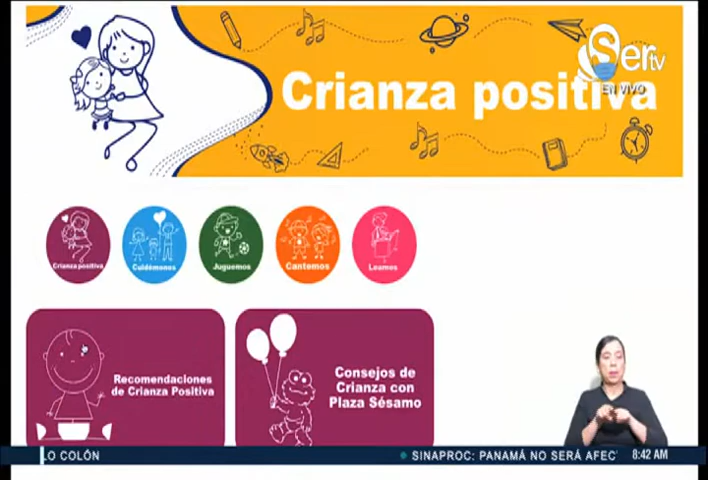 Crianza positiva
Ser tv
EN VIVO
Crianza positiva
Cuidémonos
Juguemos
Cantemos
Leamos
Recomendaciones
de Crianza Positiva
Consejos de
Crianza con
Plaza Sésamo
LO COLÓN
SINAPROC: PANAMÁ NO SERÁ AFEC
8:42 AM